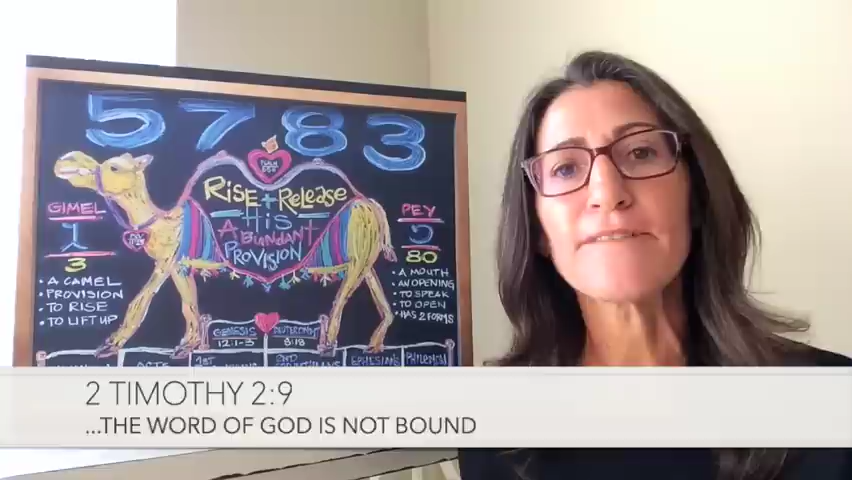 5783
RISE + RELEASE
HIS
ABUNDANT
PROVISION
GIMEL
ג
3
• A CAMEL
• PROVISION
• TO RISE
• TO LIFT UP
PEY
80
• A MOUTH
• AN OPENING
• TO SPEAK
• TO OPEN
• HAS 2 FORMS
GENESIS
12:1-3
DEUTERONOMY
8:18
ACTS
1ST
2ND
EPHESIANS
PHILEMON
2 TIMOTHY 2:9
...THE WORD OF GOD IS NOT BOUND